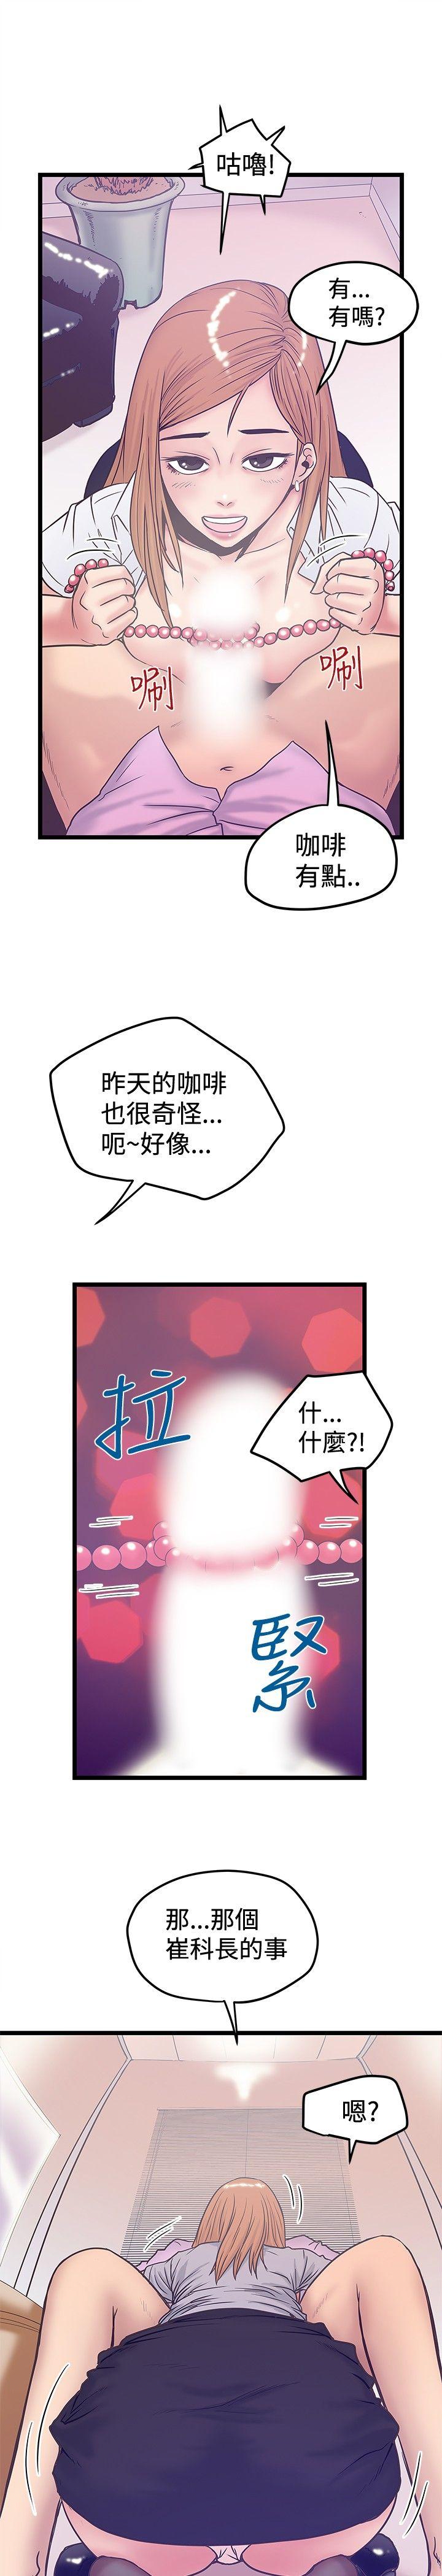 咕嚕!
有...
有嗎?
唰
唰
咖啡
有點..
昨天的咖啡
也很奇怪...
呃~好像...
拉
什...
什麼?!
緊
那...那個
崔科長的事
嗯?